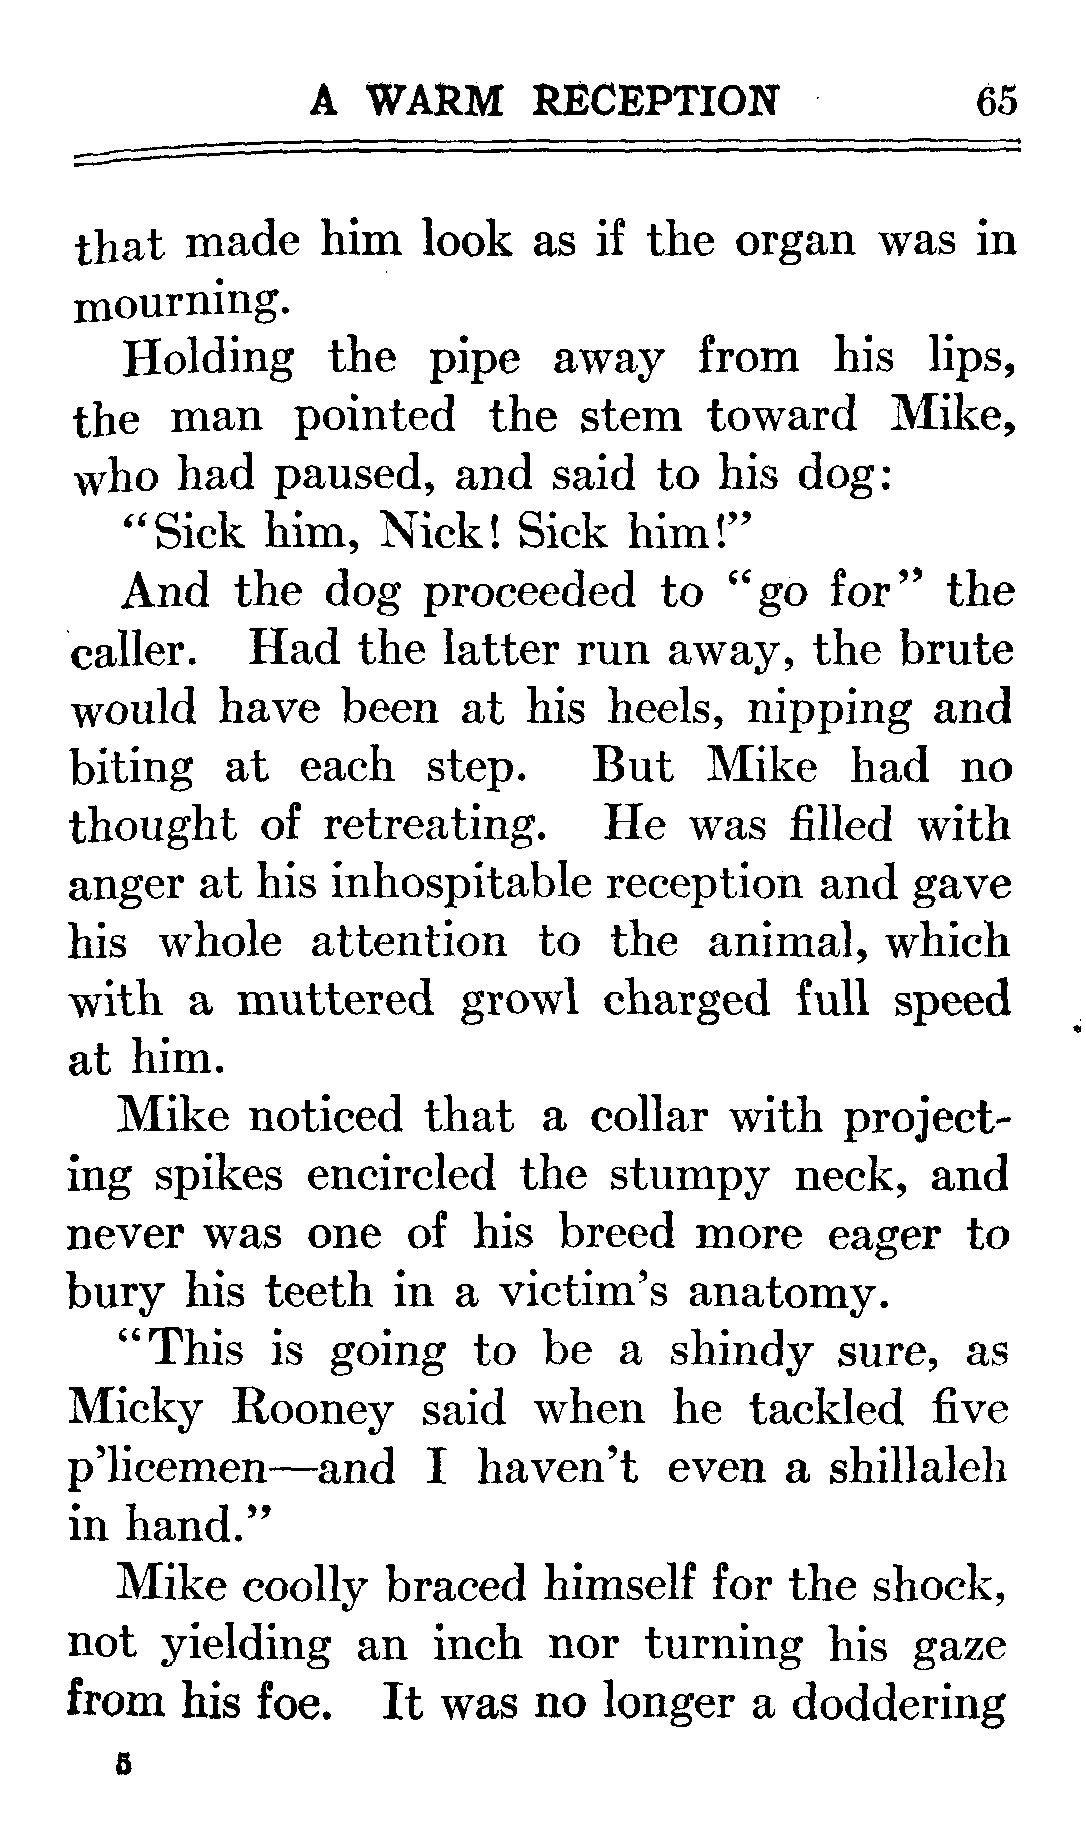 A WARM RECEPTION 65
that made him look as if the organ was in
mourning.
Holding the pipe away from his lips,
the man pointed the stem toward Mike,
who had paused, and said to his dog:
“Sick him, Nick! Sick him!”
And the dog proceeded to “go for” the
caller. Had the latter run away, the brute
would have been at his heels, nipping and
biting at each step. But Mike had no
thought of retreating. He was filled with
anger at his inhospitable reception and gave
his whole attention to the animal, which
with a muttered growl charged full speed
at him.
Mike noticed that a collar with project-
ing spikes encircled the stumpy neck, and
never was one of his breed more eager to
bury his teeth in a victim’s anatomy.
“This is going to be a shindy sure, as
Micky Rooney said when he tackled five
p’licemen—and I haven’t even a shillaleh
in hand.”
Mike coolly braced himself for the shock,
not yielding an inch nor turning his gaze
from his foe. It was no longer a doddering
5